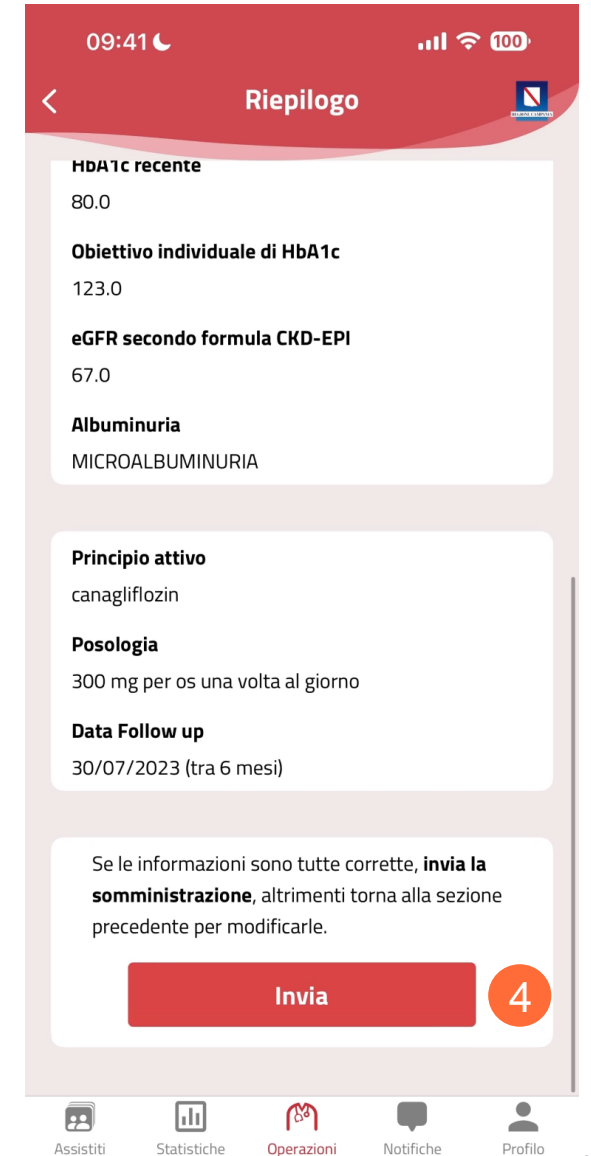 09:41
100
Riepilogo
REGIONE CAMPANIA
HbA1c recente
80.0
Obiettivo individuale di HbA1c
123.0
eGFR secondo formula CKD-EPI
67.0
Albuminuria
MICROALBUMINURIA
Principio attivo
canagliflozin
Posologia
300 mg per os una volta al giorno
Data Follow up
30/07/2023 (tra 6 mesi)
Se le informazioni sono tutte corrette, invia la
somministrazione, altrimenti torna alla sezione
precedente per modificarle.
Invia
4
Assistiti Statistiche Operazioni Notifiche Profilo